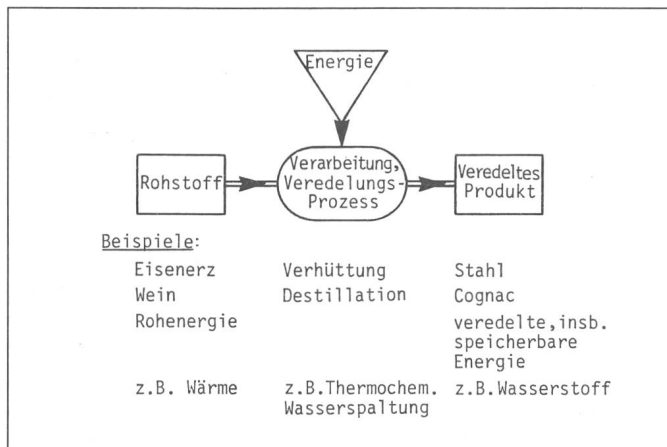 Energie
Rohstoff
Verarbeitung,
Veredelungs-
Prozess
Veredeltes
Produkt
Beispiele:
Eisenerz Verhüttung Stahl
Wein Destillation Cognac
Rohenergie veredelte,insb.
speicherbare
Energie
z.B. Wärme z.B.Thermochem. z.B.Wasserstoff
Wasserspaltung